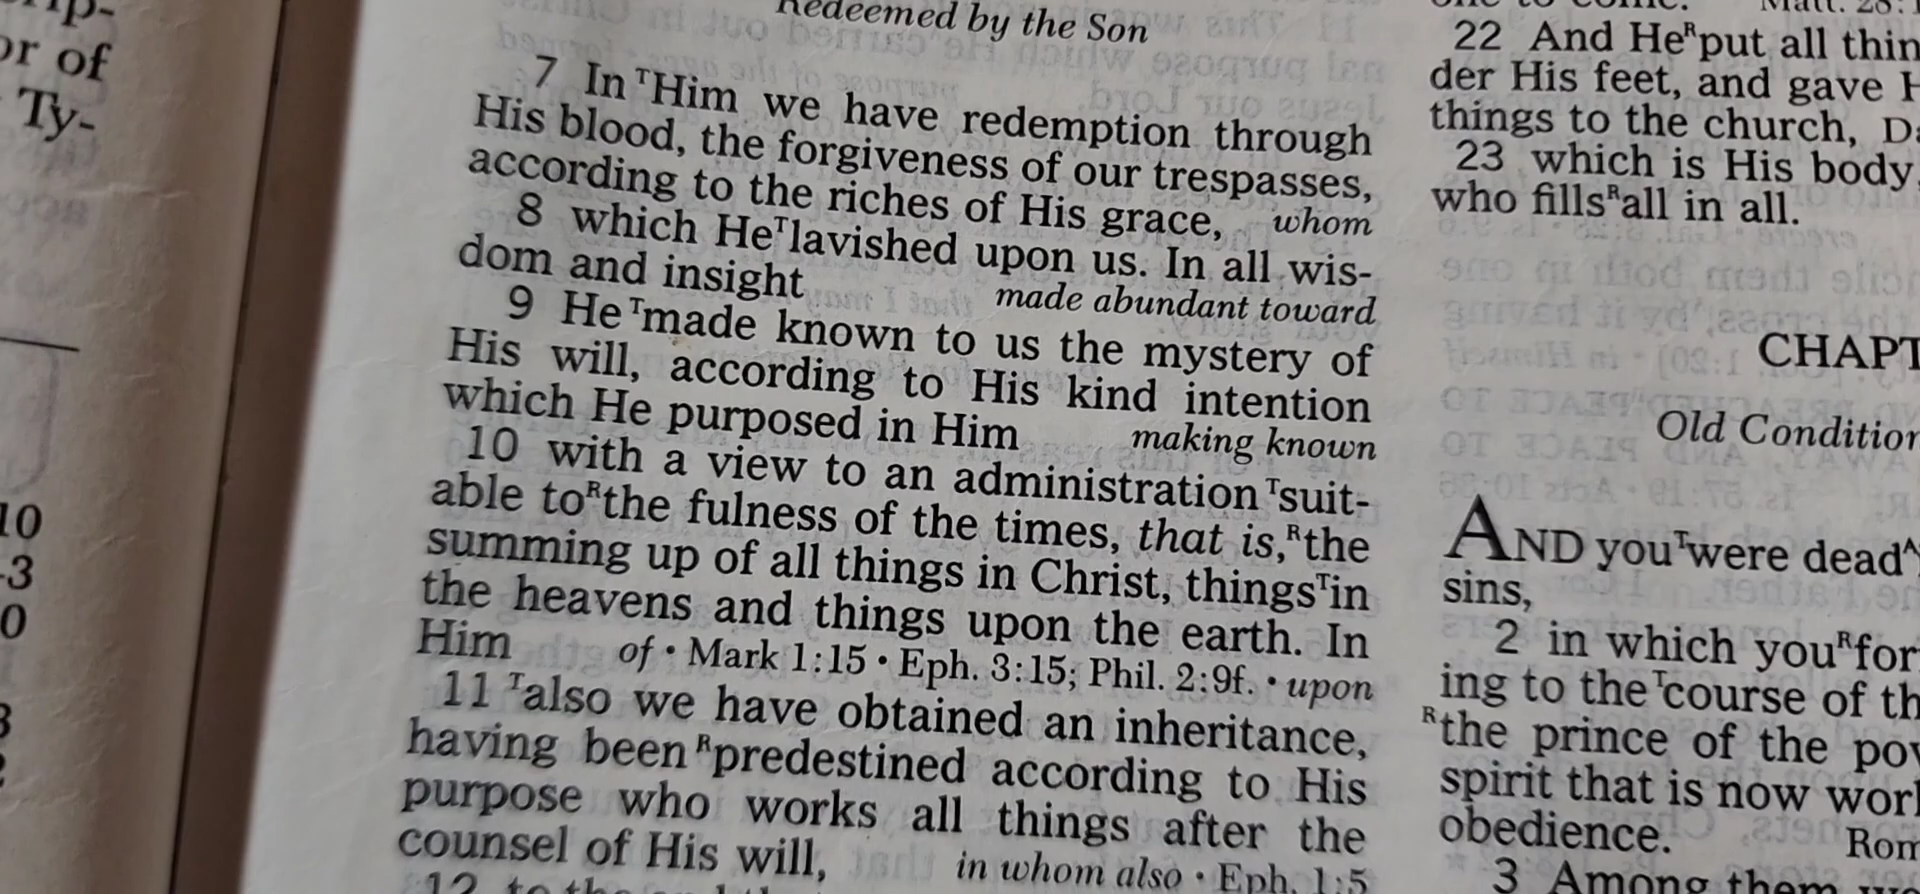 or of
Ty-
10
-3
0
Redeemed by the Son
7 In ᵀHim we have redemption through
His blood, the forgiveness of our trespasses,
according to the riches of His grace, whom
8 which Heᵀlavished upon us. In all wis-
dom and insight made abundant toward
9 He ᵀmade known to us the mystery of
His will, according to His kind intention
which He purposed in Him making known
10 with a view to an administration ᵀsuit-
able toᴿthe fulness of the times, that is,ᴿthe
summing up of all things in Christ, thingsᵀin
the heavens and things upon the earth. In
Him of • Mark 1:15 • Eph. 3:15; Phil. 2:9f. • upon
11 ᵀalso we have obtained an inheritance,
having been ᴿpredestined according to His
purpose who works all things after the
counsel of His will, in whom also • Eph. 1:5
12 to the end that
22 And Heᴿput all thin
der His feet, and gave H
things to the church,
23 which is His body,
who fillsᴿall in all.
CHAPT
Old Condition
AND youᵀwere deadᴬ
sins,
2 in which youᴿfor
ing to the ᵀcourse of th
ᴿthe prince of the pow
spirit that is now worl
obedience. Rom
3 Among them